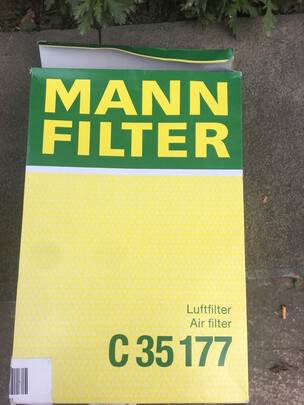 MANN
FILTER
Luftfilter
Air filter
C 35 177